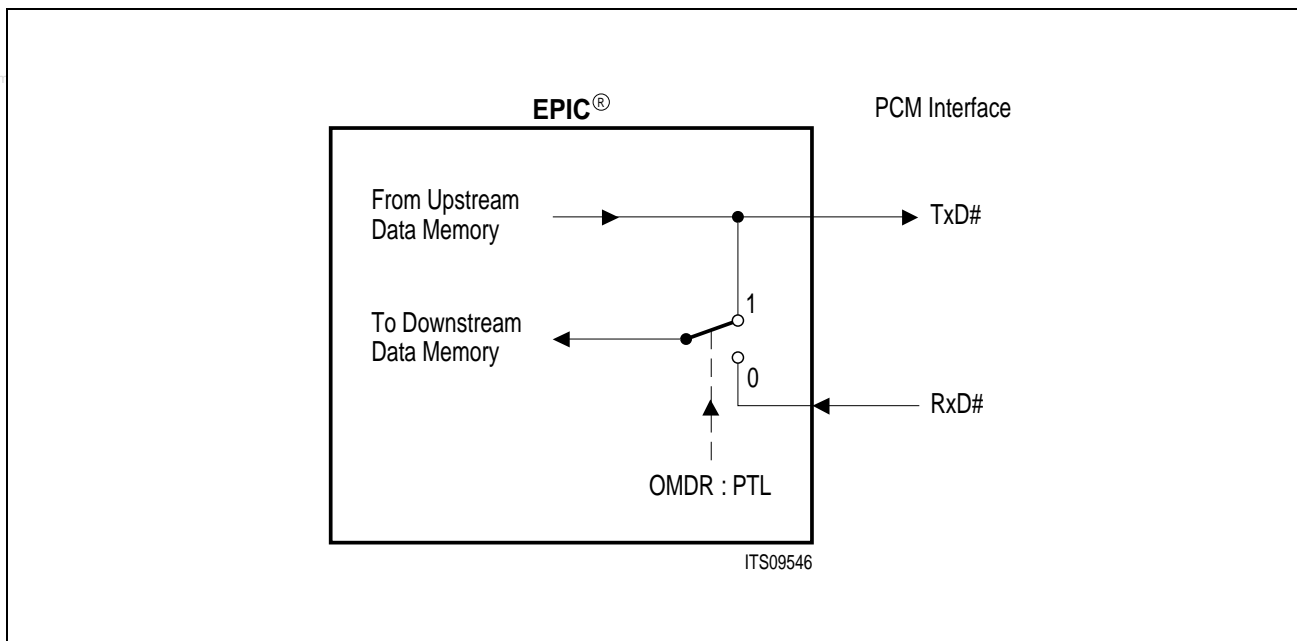 EPIC®
PCM Interface
From Upstream
Data Memory
TxD#
1
To Downstream
Data Memory
0
RxD#
OMDR : PTL
ITS09546